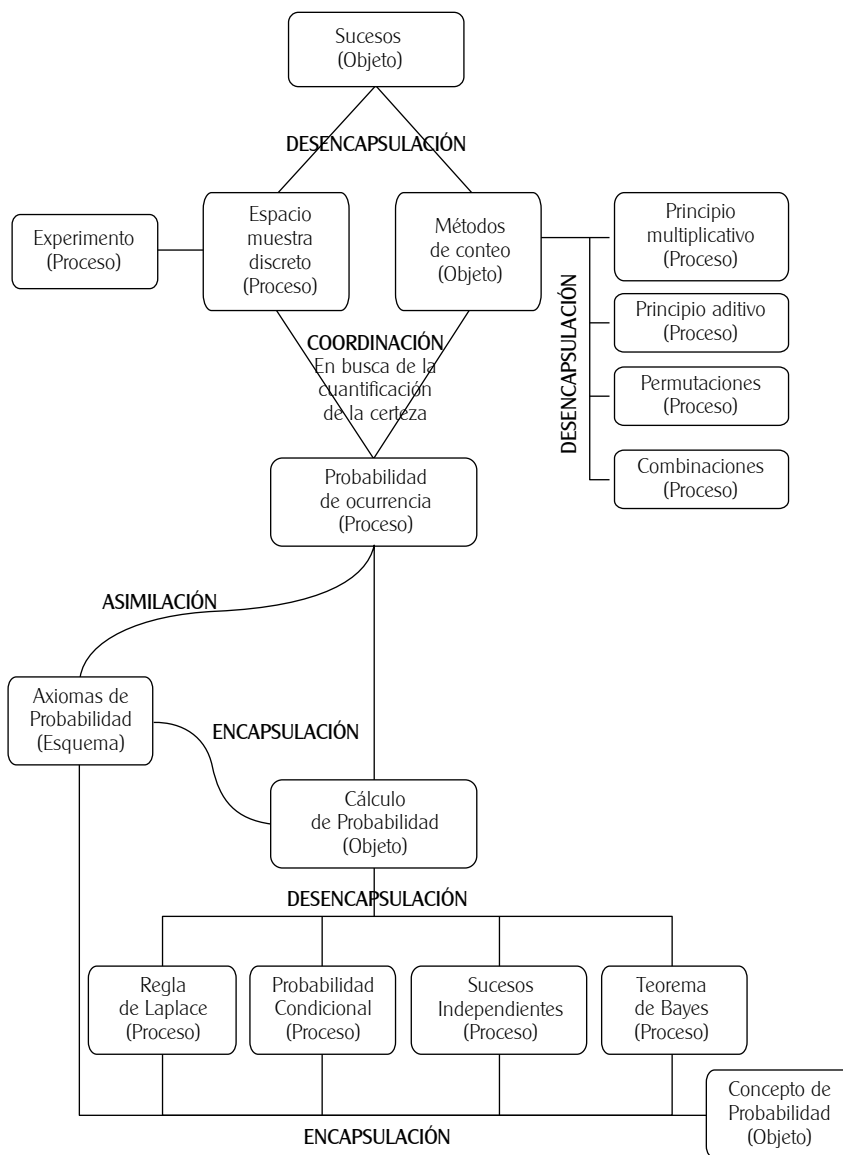 Sucesos
(Objeto)
DESENCAPSULACIÓN
Experimento
(Proceso)
Espacio
muestra
discreto
(Proceso)
Métodos
de conteo
(Objeto)
Principio
multiplicativo
(Proceso)
Principio aditivo
(Proceso)
Permutaciones
(Proceso)
Combinaciones
(Proceso)
DESENCAPSULACIÓN
COORDINACIÓN
En busca de la
cuantificación
de la certeza
Probabilidad
de ocurrencia
(Proceso)
ASIMILACIÓN
Axiomas de
Probabilidad
(Esquema)
ENCAPSULACIÓN
Cálculo
de Probabilidad
(Objeto)
DESENCAPSULACIÓN
Regla
de Laplace
(Proceso)
Probabilidad
Condicional
(Proceso)
Sucesos
Independientes
(Proceso)
Teorema
de Bayes
(Proceso)
Concepto de
Probabilidad
(Objeto)
ENCAPSULACIÓN